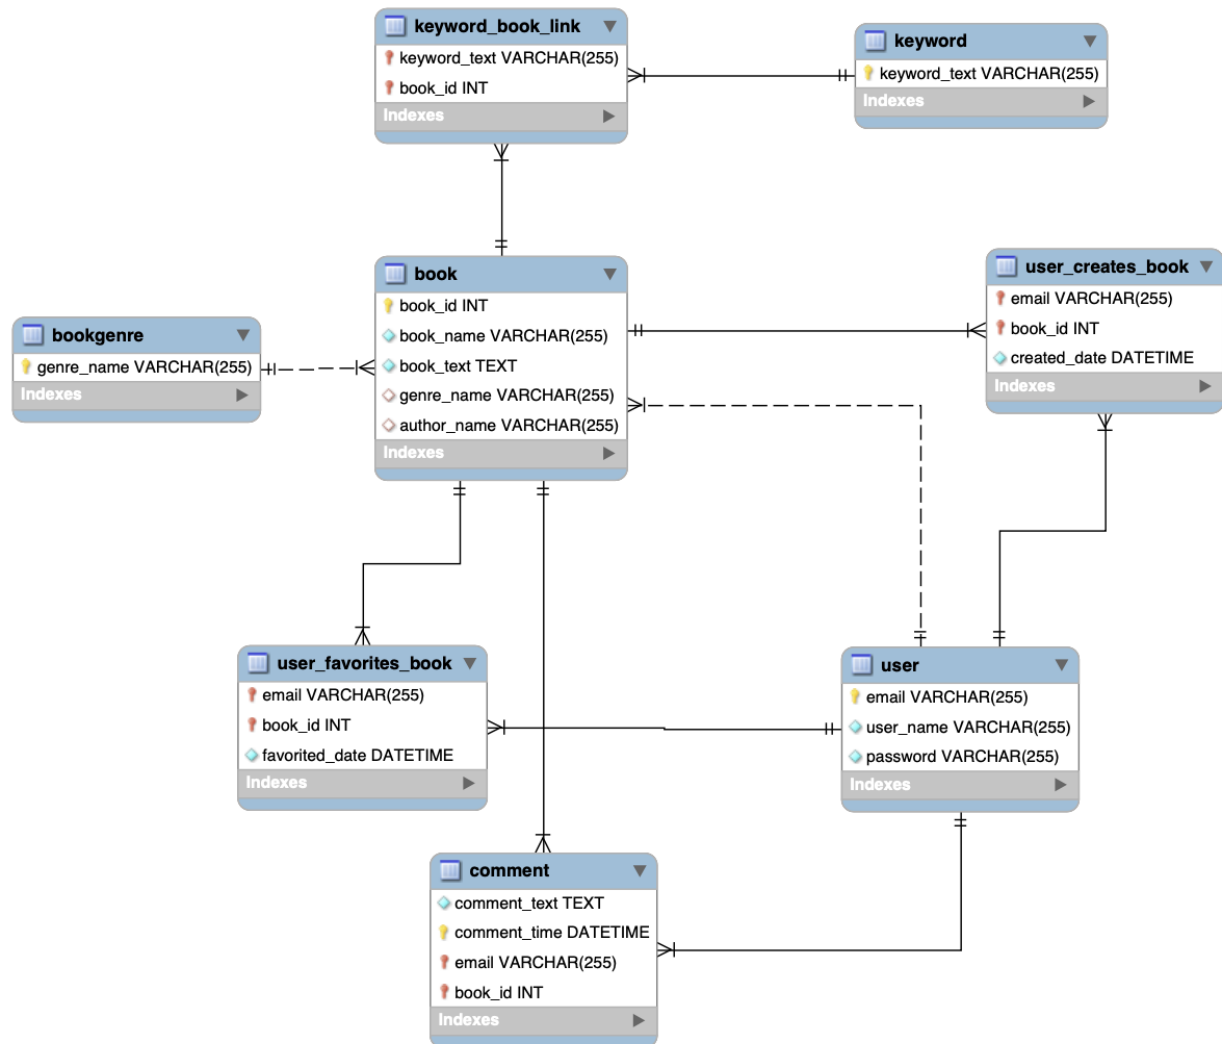 keyword_book_link
keyword_text VARCHAR(255)
book_id INT
Indexes
keyword
keyword_text VARCHAR(255)
Indexes
book
book_id INT
book_name VARCHAR(255)
book_text TEXT
genre_name VARCHAR(255)
author_name VARCHAR(255)
Indexes
user_creates_book
email VARCHAR(255)
book_id INT
created_date DATETIME
Indexes
bookgenre
genre_name VARCHAR(255)
Indexes
user_favorites_book
email VARCHAR(255)
book_id INT
favorited_date DATETIME
Indexes
user
email VARCHAR(255)
user_name VARCHAR(255)
password VARCHAR(255)
Indexes
comment
comment_text TEXT
comment_time DATETIME
email VARCHAR(255)
book_id INT
Indexes